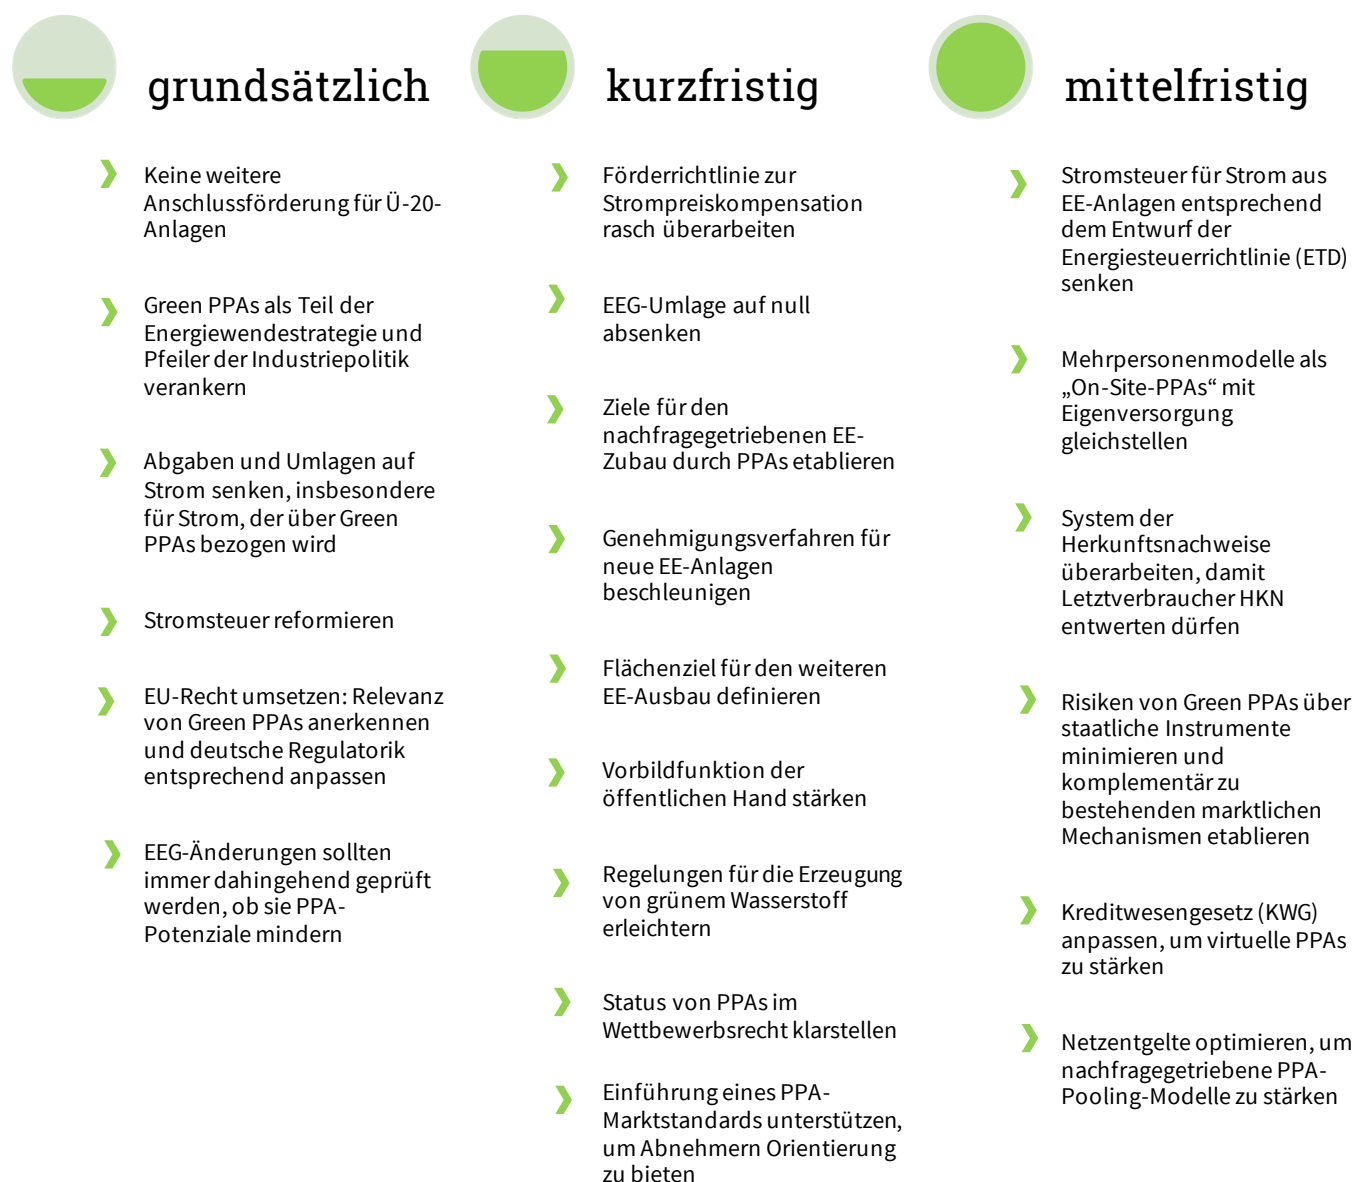 grundsätzlich
Keine weitere
Anschlussförderung für Ü-20-
Anlagen
Green PPAs als Teil der
Energiewendestrategie und
Pfeiler der Industriepolitik
verankern
Abgaben und Umlagen auf
Strom senken, insbesondere
für Strom, der über Green
PPAs bezogen wird
Stromsteuer reformieren
EU-Recht umsetzen: Relevanz
von Green PPAs anerkennen
und deutsche Regulatorik
entsprechend anpassen
EEG-Änderungen sollten
immer dahingehend geprüft
werden, ob sie PPA-
Potenziale mindern
kurzfristig
Förderrichtlinie zur
Strompreiskompensation
rasch überarbeiten
EEG-Umlage auf null
absenken
Ziele für den
nachfragegetriebenen EE-
Zubau durch PPAs etablieren
Genehmigungsverfahren für
neue EE-Anlagen
beschleunigen
Flächenziel für den weiteren
EE-Ausbau definieren
Vorbildfunktion der
öffentlichen Hand stärken
Regelungen für die Erzeugung
von grünem Wasserstoff
erleichtern
Status von PPAs im
Wettbewerbsrecht klarstellen
Einführung eines PPA-
Marktstandards unterstützen,
um Abnehmern Orientierung
zu bieten
mittelfristig
Stromsteuer für Strom aus
EE-Anlagen entsprechend
dem Entwurf der
Energiesteuerrichtlinie (ETD)
senken
Mehrpersonenmodelle als
„On-Site-PPAs“ mit
Eigenversorgung
gleichstellen
System der
Herkunftsnachweise
überarbeiten, damit
Letztverbraucher HKN
entwerten dürfen
Risiken von Green PPAs über
staatliche Instrumente
minimieren und
komplementär zu
bestehenden marktlichen
Mechanismen etablieren
Kreditwesengesetz (KWG)
anpassen, um virtuelle PPAs
zu stärken
Netzentgelte optimieren, um
nachfragegetriebene PPA-
Pooling-Modelle zu stärken